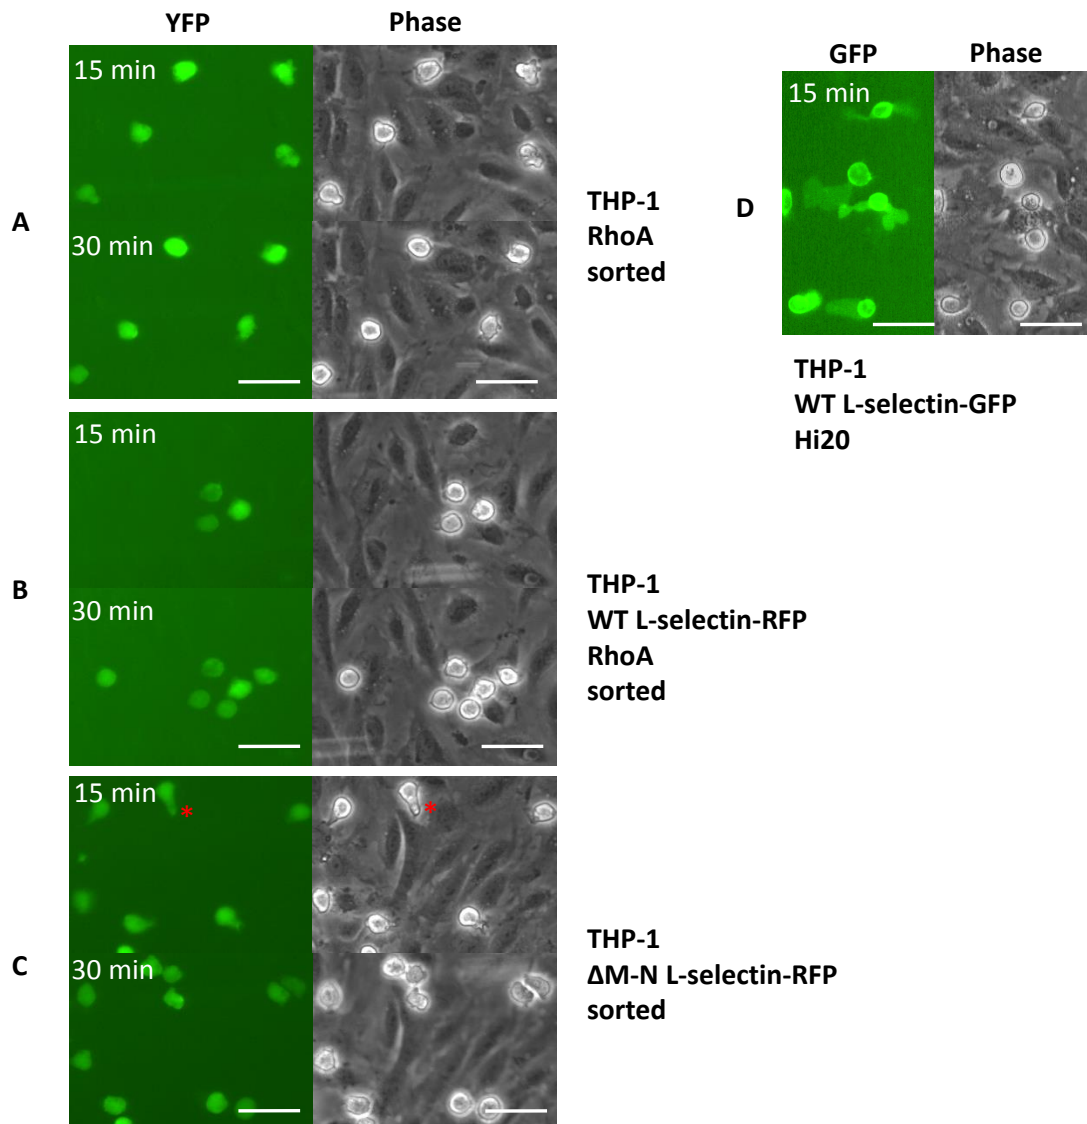 YFP Phase
15 min
A
30 min
THP-1
RhoA
sorted
GFP Phase
15 min
D
THP-1
WT L-selectin-GFP
Hi20
15 min
B
30 min
THP-1
WT L-selectin-RFP
RhoA
sorted
15 min
*
*
C
30 min
THP-1
ΔM-N L-selectin-RFP
sorted